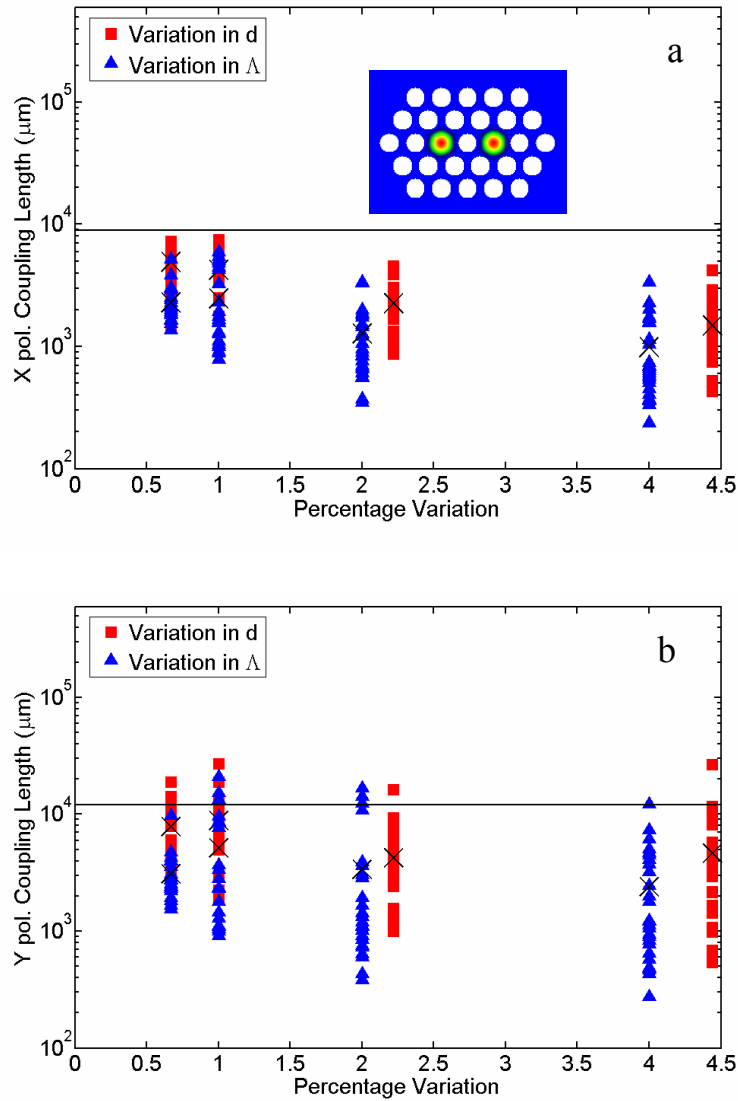 a
Variation in d
Variation in Λ
X pol. Coupling Length (μm)
10^5
10^4
10^3
10^2
0 0.5 1 1.5 2 2.5 3 3.5 4 4.5
Percentage Variation
b
Variation in d
Variation in Λ
Y pol. Coupling Length (μm)
10^5
10^4
10^3
10^2
0 0.5 1 1.5 2 2.5 3 3.5 4 4.5
Percentage Variation